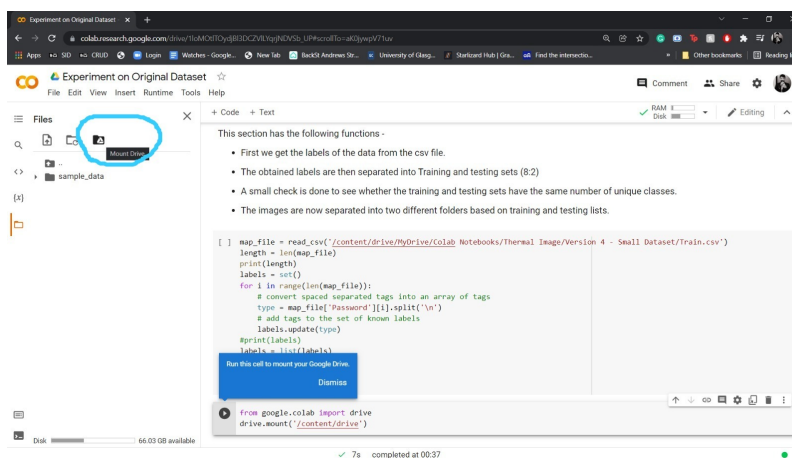 Experiment on Original Dataset
colab.research.google.com/drive/1loMOtlTOydjBl3DCZVILYqrjNDVSb_UP#scrollTo=aK0jywpV71uv
Apps
SID
CRUD
Login
Watches - Google...
New Tab
BackSt Andrews Str...
University of Glasg...
Starlizard Hub | Gra...
Find the intersectio...
»
Other bookmarks
Reading li
CO
Experiment on Original Dataset
File Edit View Insert Runtime Tools Help
Comment
Share
Files
+ Code + Text
RAM
Disk
Editing
Mount Drive
..
sample_data
{x}
This section has the following functions -
• First we get the labels of the data from the csv file.
• The obtained labels are then separated into Training and testing sets (8:2)
• A small check is done to see whether the training and testing sets have the same number of unique classes.
• The images are now separated into two different folders based on training and testing lists.
[ ] map_file = read_csv('/content/drive/MyDrive/Colab Notebooks/Thermal Image/Version 4 - Small Dataset/Train.csv')
length = len(map_file)
print(length)
labels = set()
for i in range(len(map_file)):
# convert spaced separated tags into an array of tags
type = map_file['Password'][i].split('\n')
# add tags to the set of known labels
labels.update(type)
#print(labels)
labels = list(labels)
Run this cell to mount your Google Drive.
Dismiss
from google.colab import drive
drive.mount('/content/drive')
Disk
66.03 GB available
7s completed at 00:37